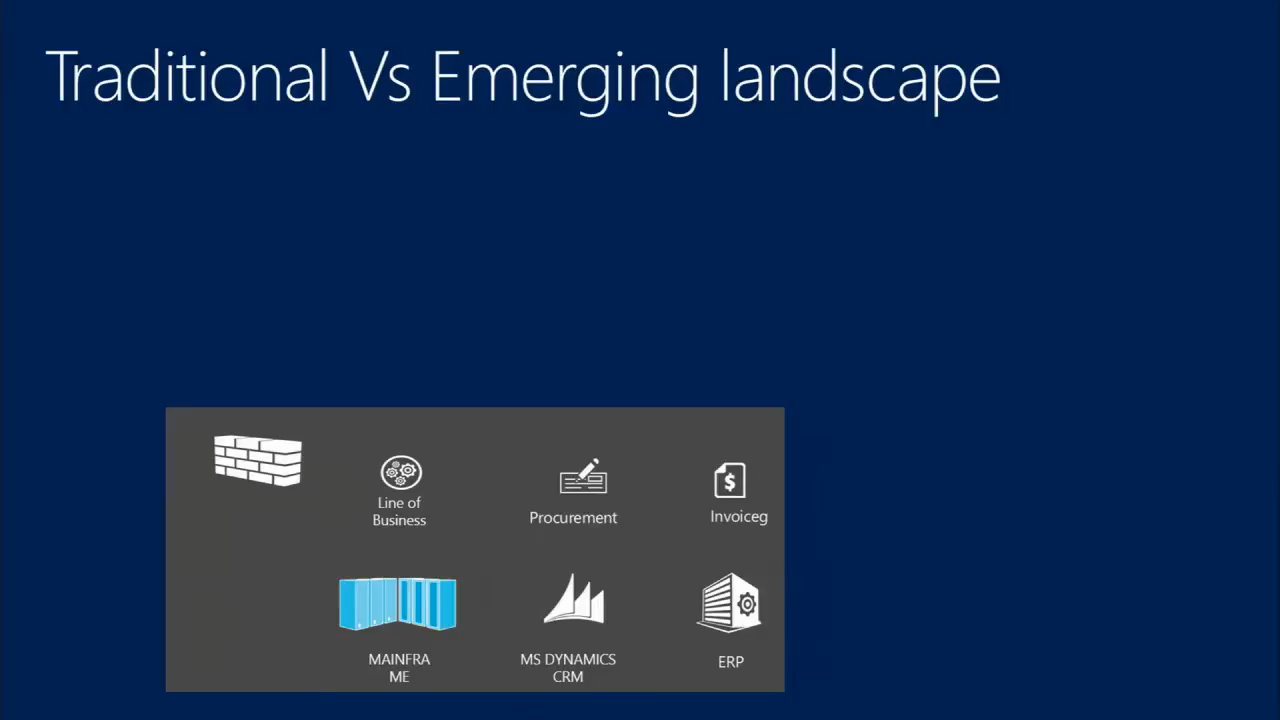 Traditional Vs Emerging landscape
Line of
Business
Procurement
Invoiceg
MAINFRA
ME
MS DYNAMICS
CRM
ERP